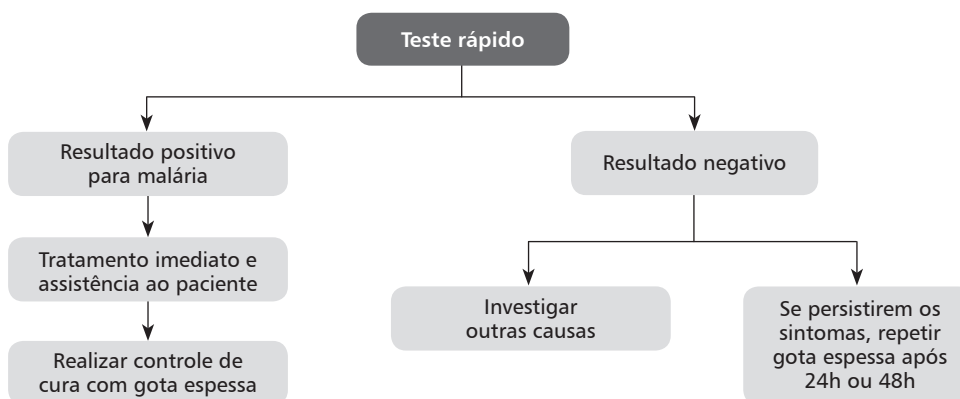 Teste rápido
Resultado positivo
para malária
Resultado negativo
Tratamento imediato e
assistência ao paciente
Investigar
outras causas
Se persistirem os
sintomas, repetir
gota espessa após
24h ou 48h
Realizar controle de
cura com gota espessa